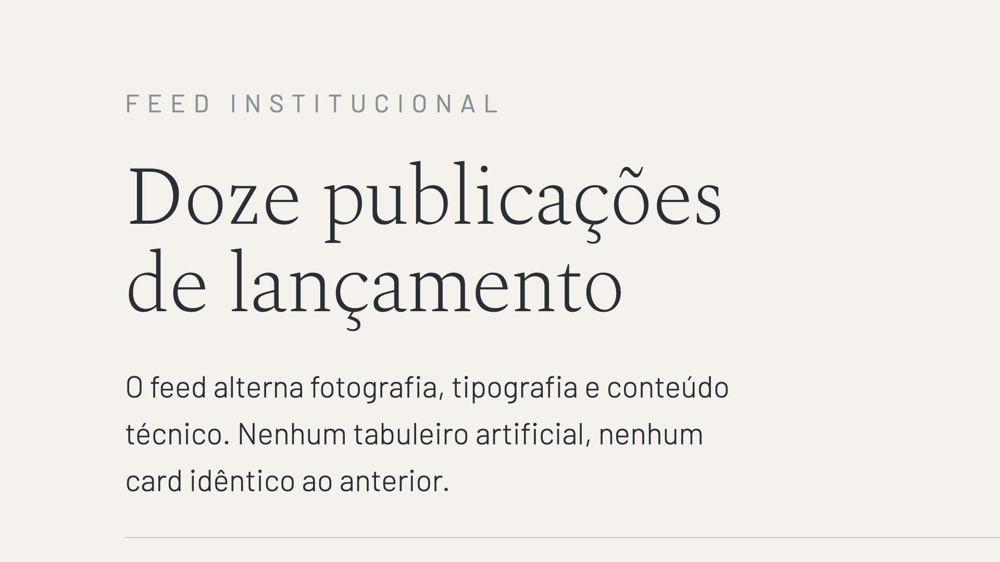 FEED INSTITUCIONAL
Doze publicações
de lançamento
O feed alterna fotografia, tipografia e conteúdo
técnico. Nenhum tabuleiro artificial, nenhum
card idêntico ao anterior.